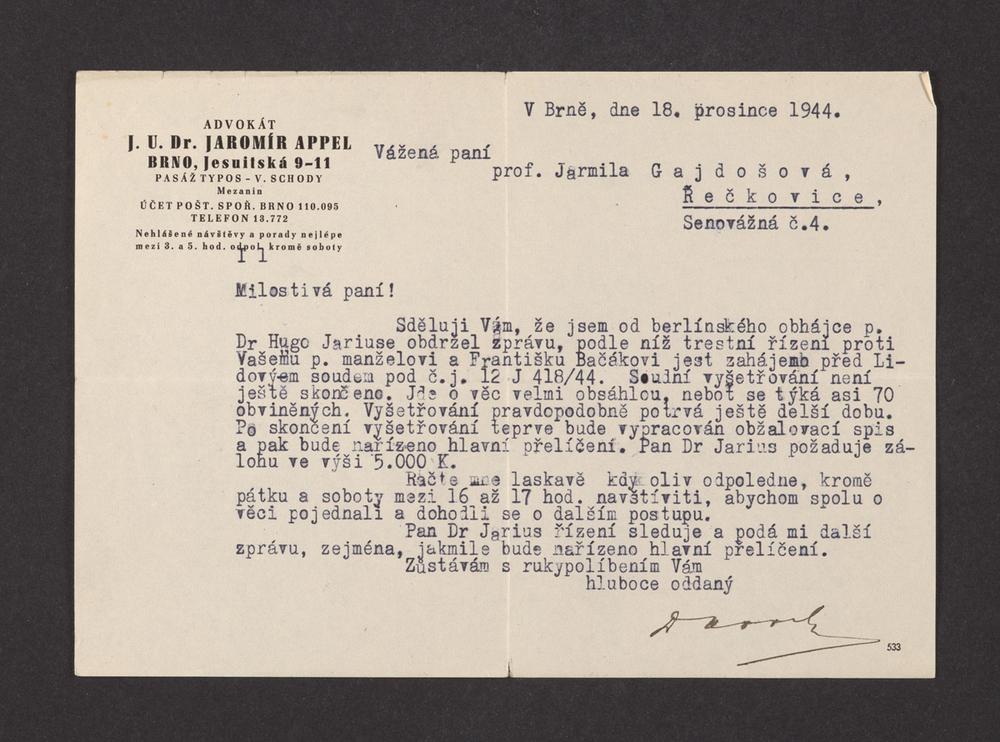 V Brně, dne 18. prosince 1944.
ADVOKÁT
J. U. Dr. JAROMÍR APPEL
BRNO, Jesuitská 9-11
PASÁŽ TYPOS - V. SCHODY
Mezanin
ÚČET POŠT. SPOŘ. BRNO 110.095
TELEFON 13.772
Nehlášené návštěvy a porady nejlépe
mezi 3. a 5. hod. odpol. kromě soboty
Vážená paní
prof. Jarmila G a j d o š o v á ,
Ř e č k o v i c e ,
Senovážná č.4.
Milostivá paní!
Sděluji Vám, že jsem od berlínského obhájce p.
Dr Hugo Jariuse obdržel zprávu, podle níž trestní řízení proti
Vašemu p. manželovi a Františku Bačákovi jest zahájeno před Li-
dovým soudem pod č.j. 12 J 418/44. Soudní vyšetřování není
ještě skončeno. Jde o věc velmi obsáhlou, neboť se týká asi 70
obviněných. Vyšetřování pravdopodobně potrvá ještě delší dobu.
Po skončení vyšetřování teprve bude vypracován obžalovací spis
a pak bude nařízeno hlavní přelíčení. Pan Dr Jarius požaduje zá-
lohu ve výši 5.000 K.
Račte mne laskavě kdy oliv odpoledne, kromě
pátku a soboty mezi 16 až 17 hod. navštíviti, abychom spolu o
věci pojednali a dohodli se o dalším postupu.
Pan Dr Jarius řízení sleduje a podá mi další
zprávu, zejména, jakmile bude nařízeno hlavní přelíčení.
Zůstávám s rukypolíbením Vám
hluboce oddaný
533